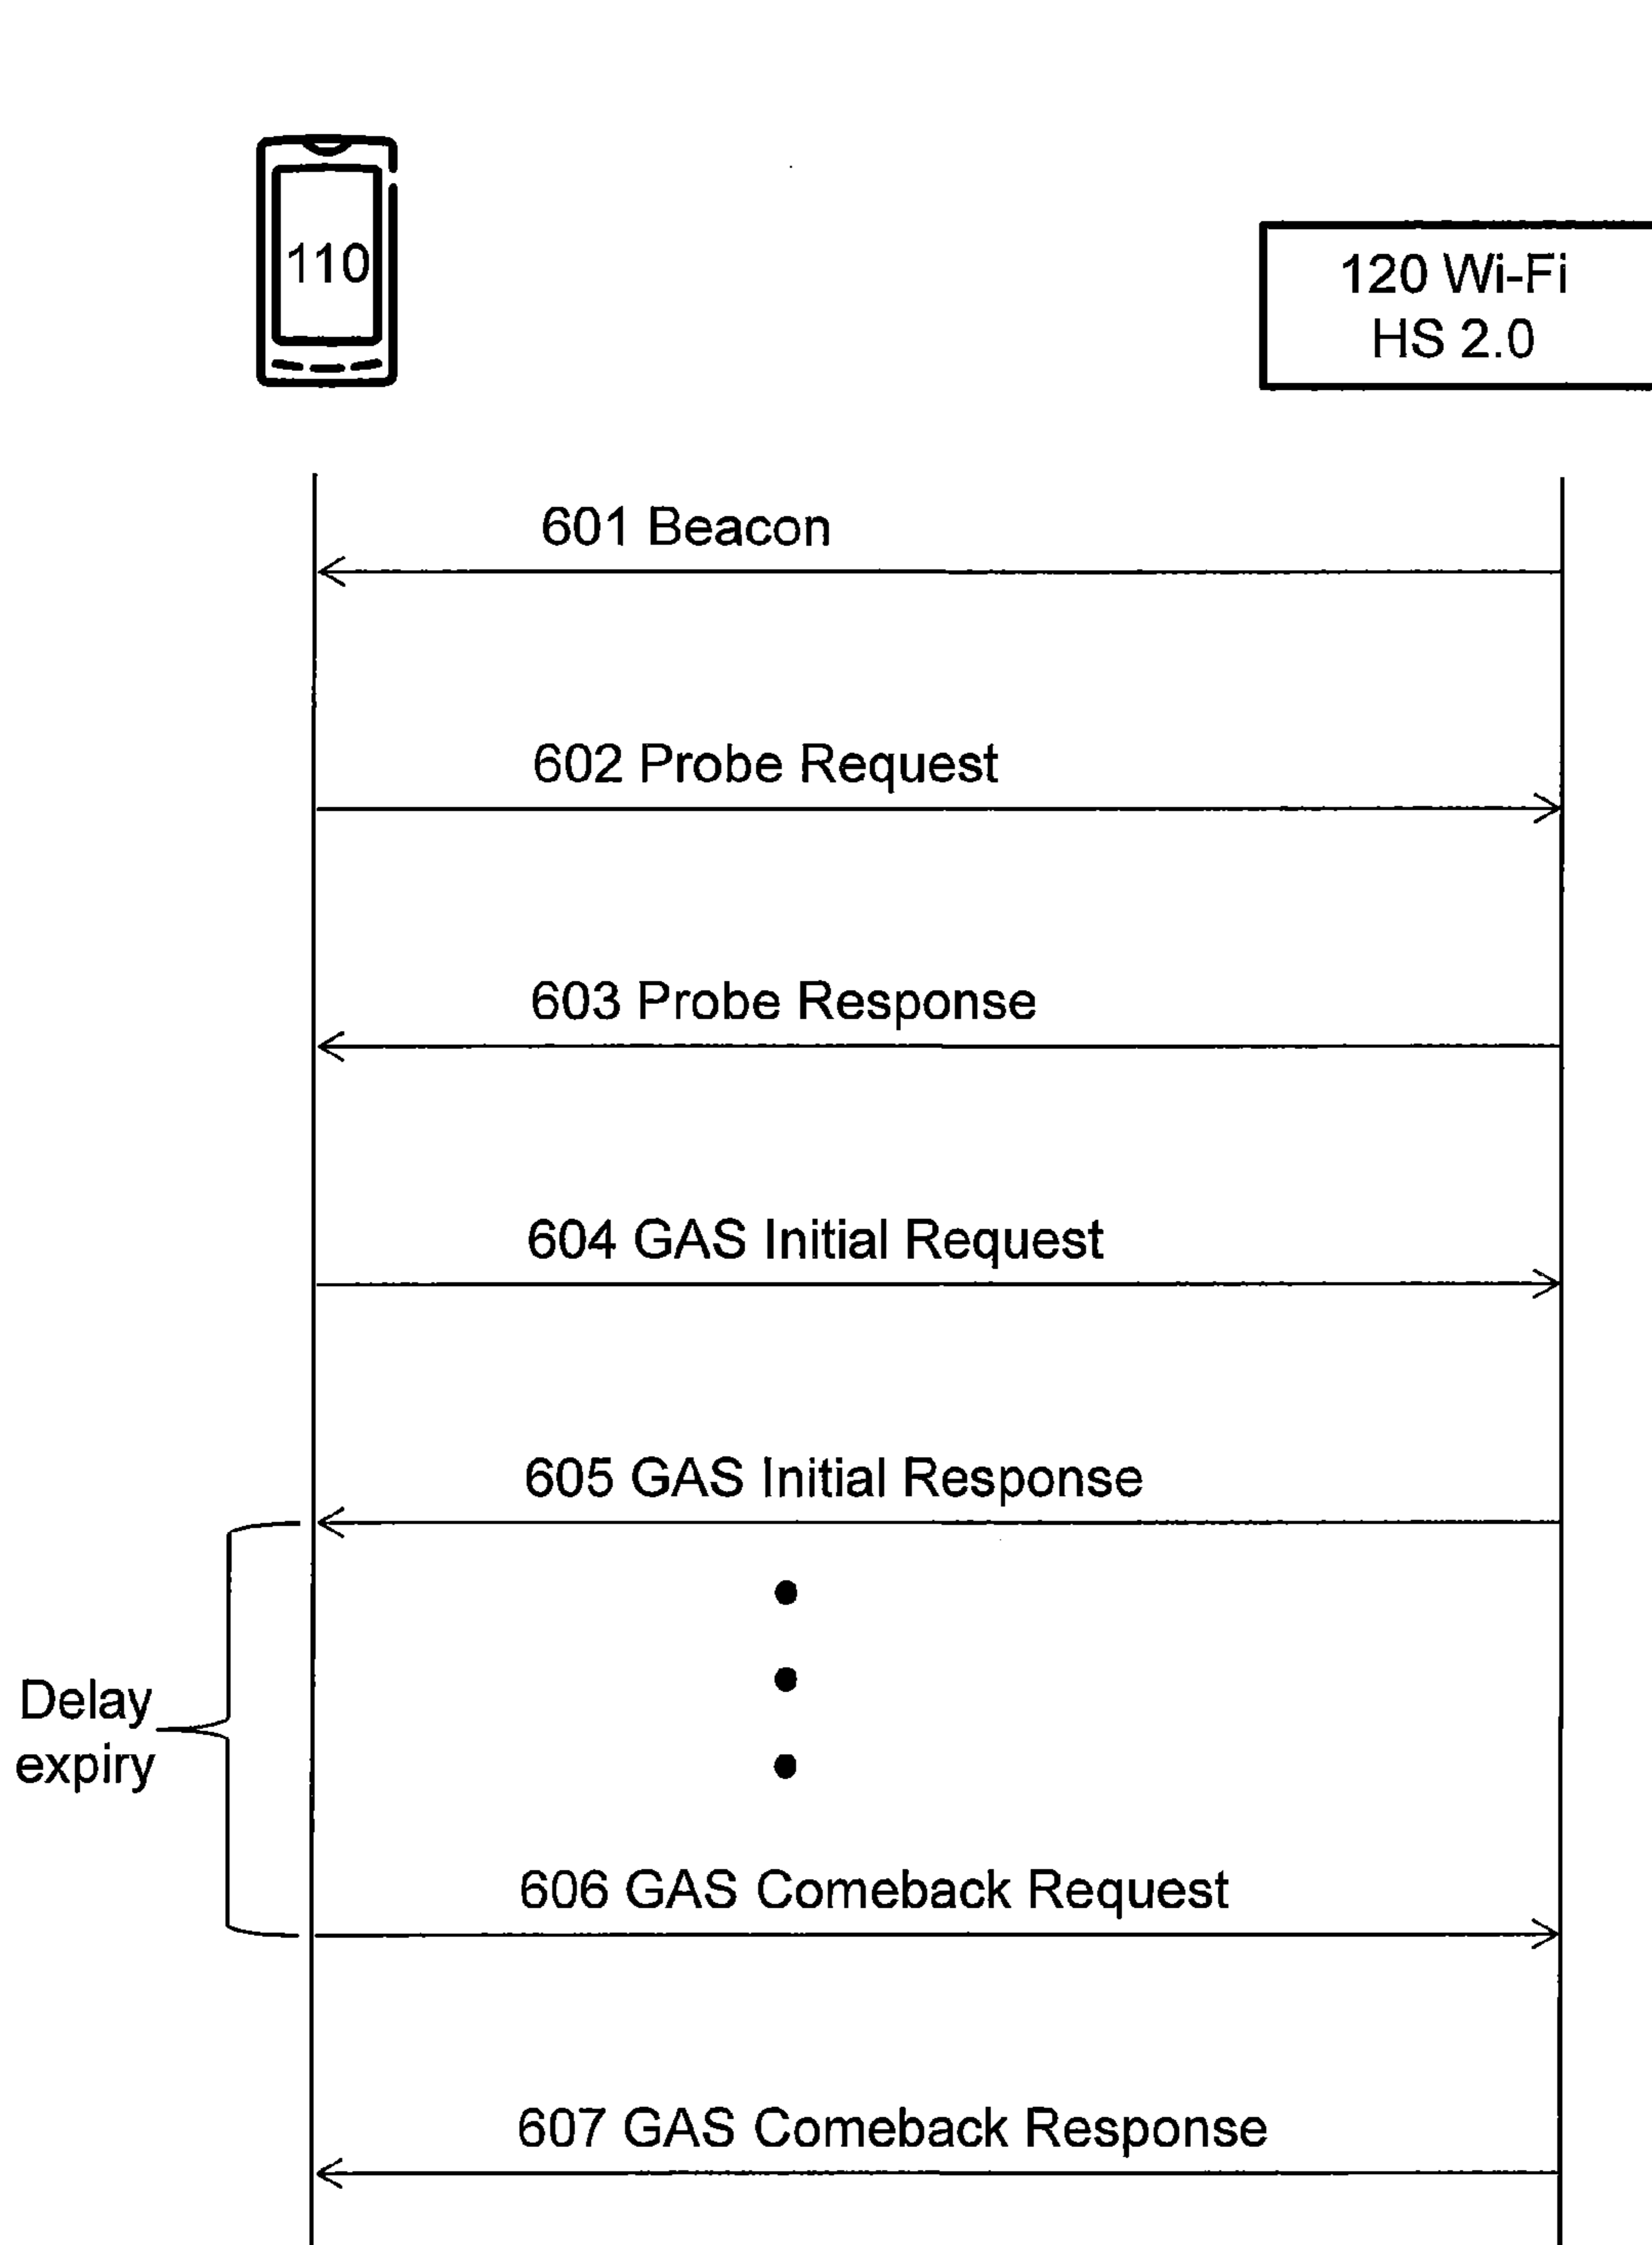 110
120 Wi-Fi
HS 2.0
601 Beacon
602 Probe Request
603 Probe Response
604 GAS Initial Request
605 GAS Initial Response
Delay
expiry
606 GAS Comeback Request
607 GAS Comeback Response